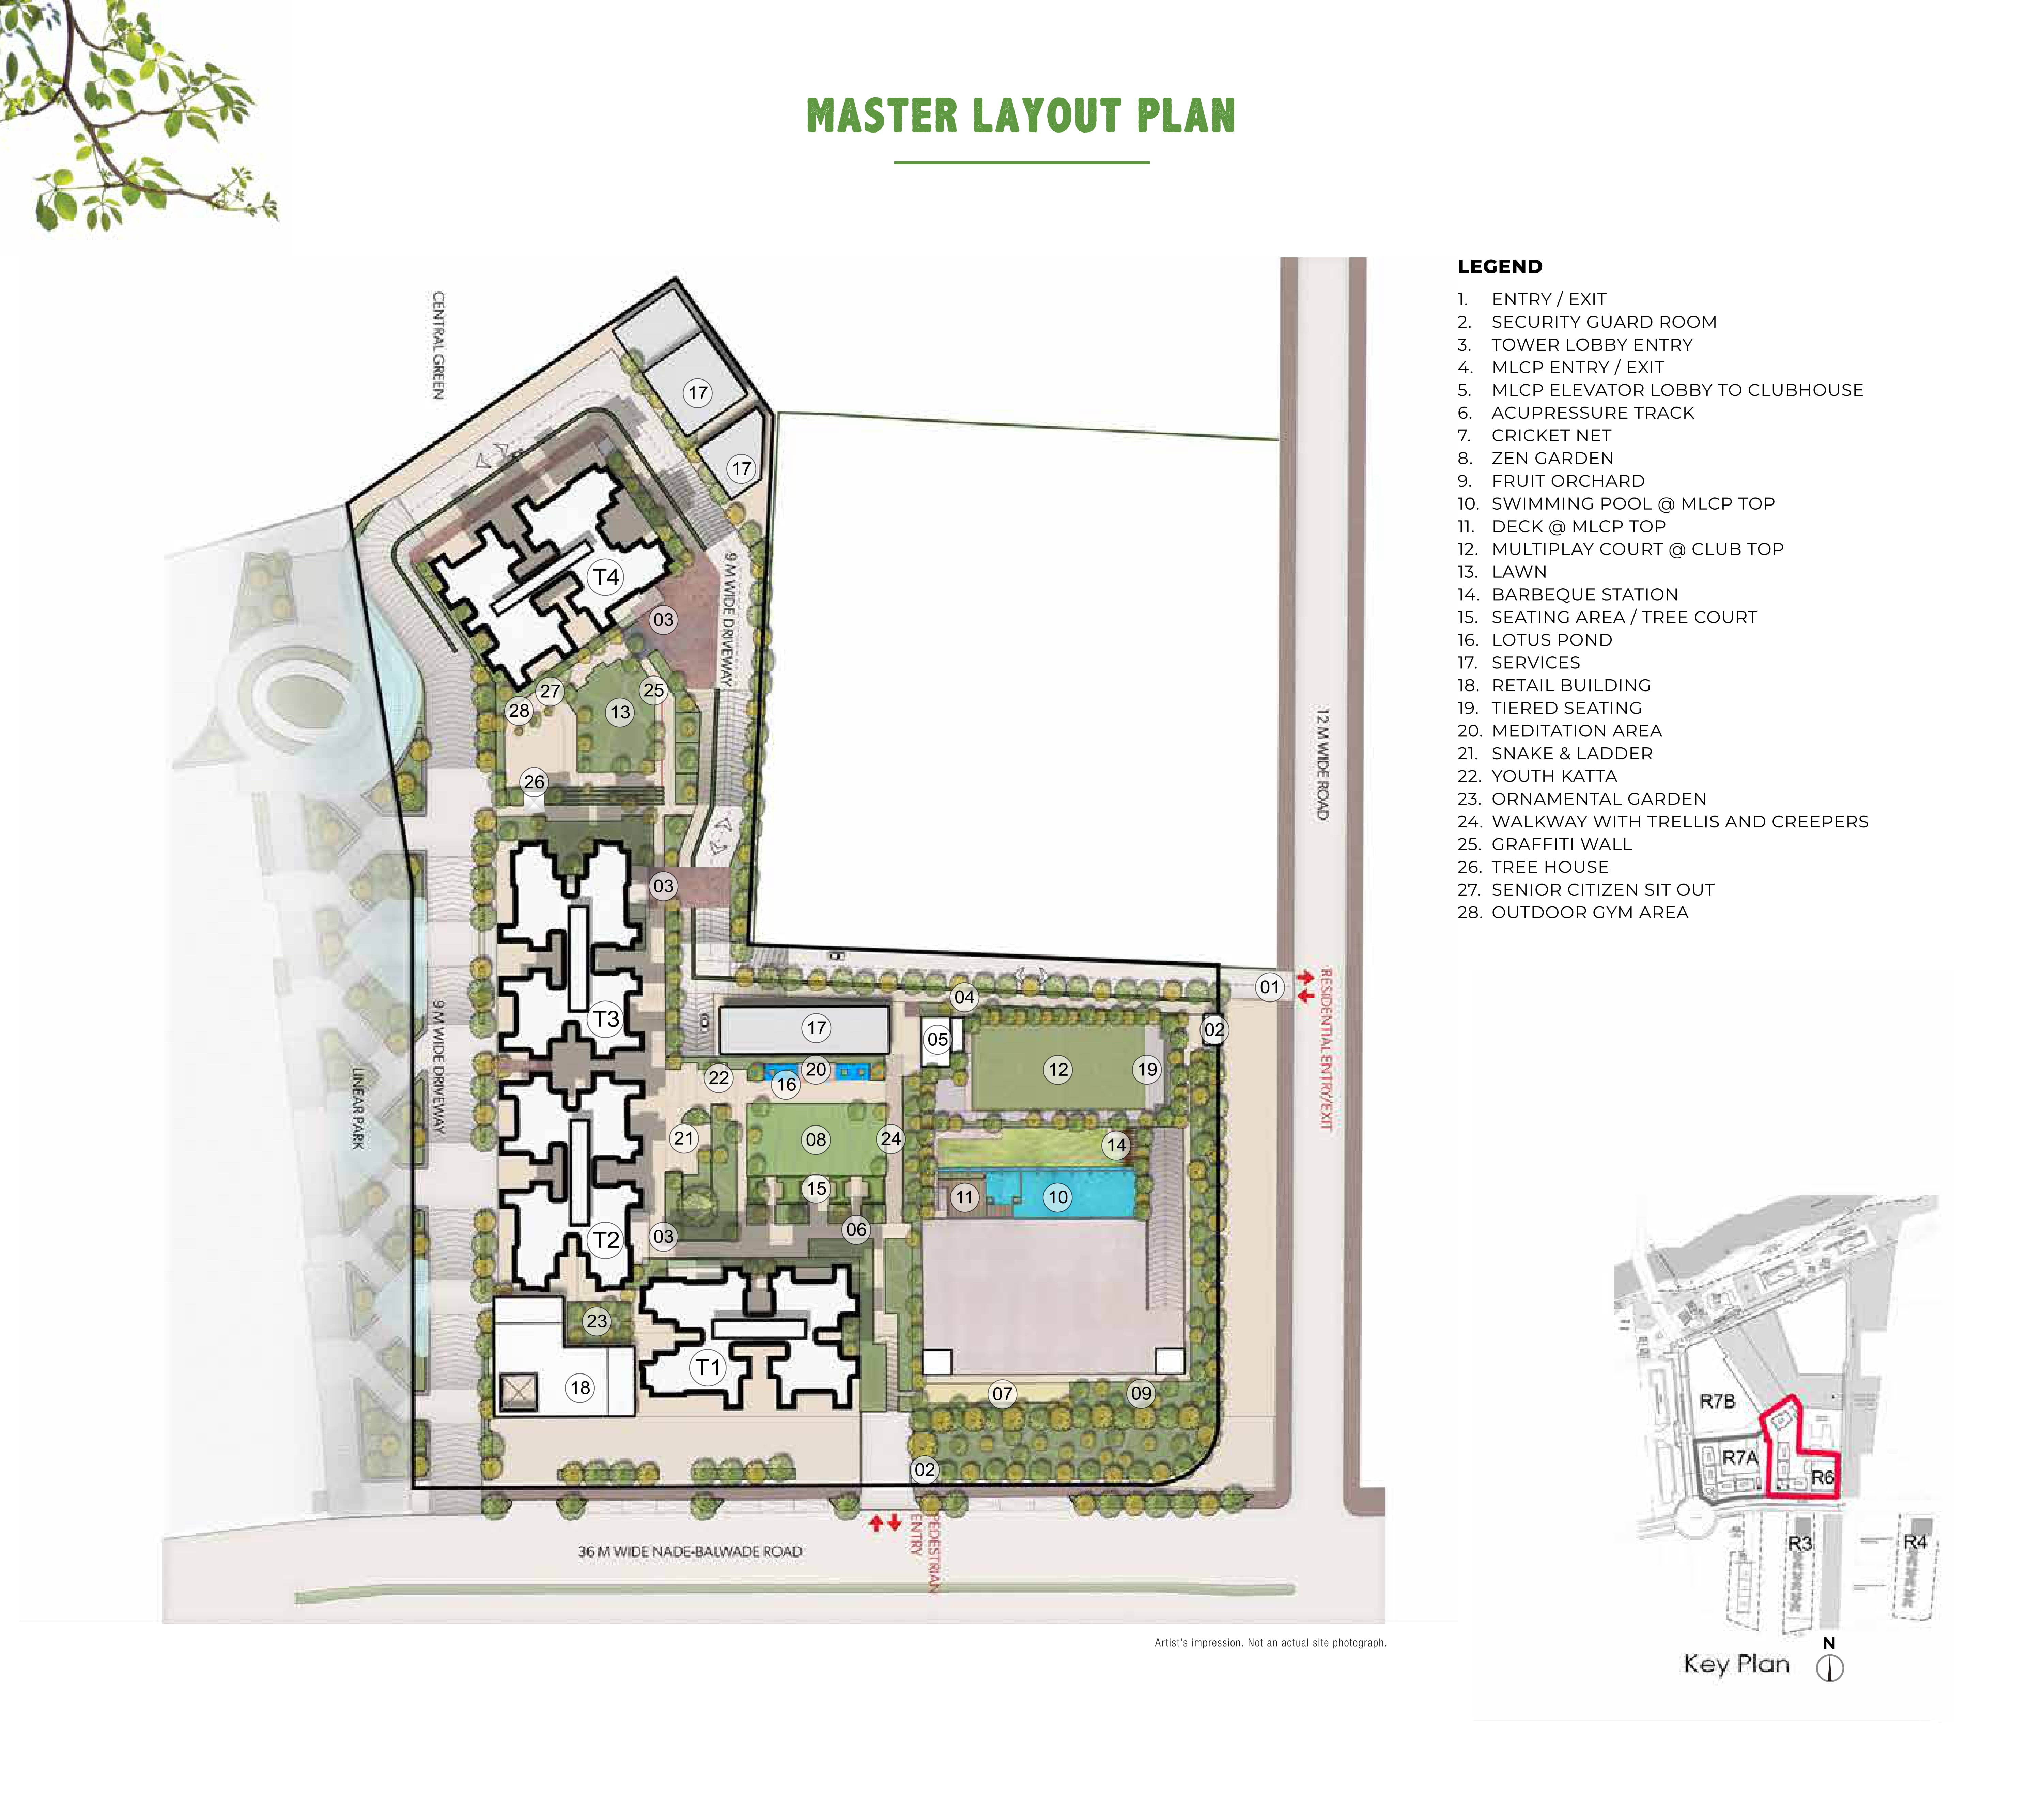 MASTER LAYOUT PLAN
LEGEND
1. ENTRY / EXIT
2. SECURITY GUARD ROOM
3. TOWER LOBBY ENTRY
4. MLCP ENTRY / EXIT
5. MLCP ELEVATOR LOBBY TO CLUBHOUSE
6. ACUPRESSURE TRACK
7. CRICKET NET
8. ZEN GARDEN
9. FRUIT ORCHARD
10. SWIMMING POOL @ MLCP TOP
11. DECK @ MLCP TOP
12. MULTIPLAY COURT @ CLUB TOP
13. LAWN
14. BARBEQUE STATION
15. SEATING AREA / TREE COURT
16. LOTUS POND
17. SERVICES
18. RETAIL BUILDING
19. TIERED SEATING
20. MEDITATION AREA
21. SNAKE & LADDER
22. YOUTH KATTA
23. ORNAMENTAL GARDEN
24. WALKWAY WITH TRELLIS AND CREEPERS
25. GRAFFITI WALL
26. TREE HOUSE
27. SENIOR CITIZEN SIT OUT
28. OUTDOOR GYM AREA
CENTRAL GREEN
17
17
T4
03
9 M WIDE DRIVEWAY
27
25
28
13
26
12 M WIDE ROAD
03
01
RESIDENTIAL ENTRY/EXIT
04
T3
17
05
02
9 M WIDE DRIVEWAY
LINEAR PARK
22
16
20
12
19
21
08
24
14
15
11
10
T2
03
06
23
T1
18
07
09
02
PEDESTRIAN
ENTRY
36 M WIDE NADE-BALWADE ROAD
Artist's impression. Not an actual site photograph.
R7B
R7A
R6
R3
R4
N
Key Plan